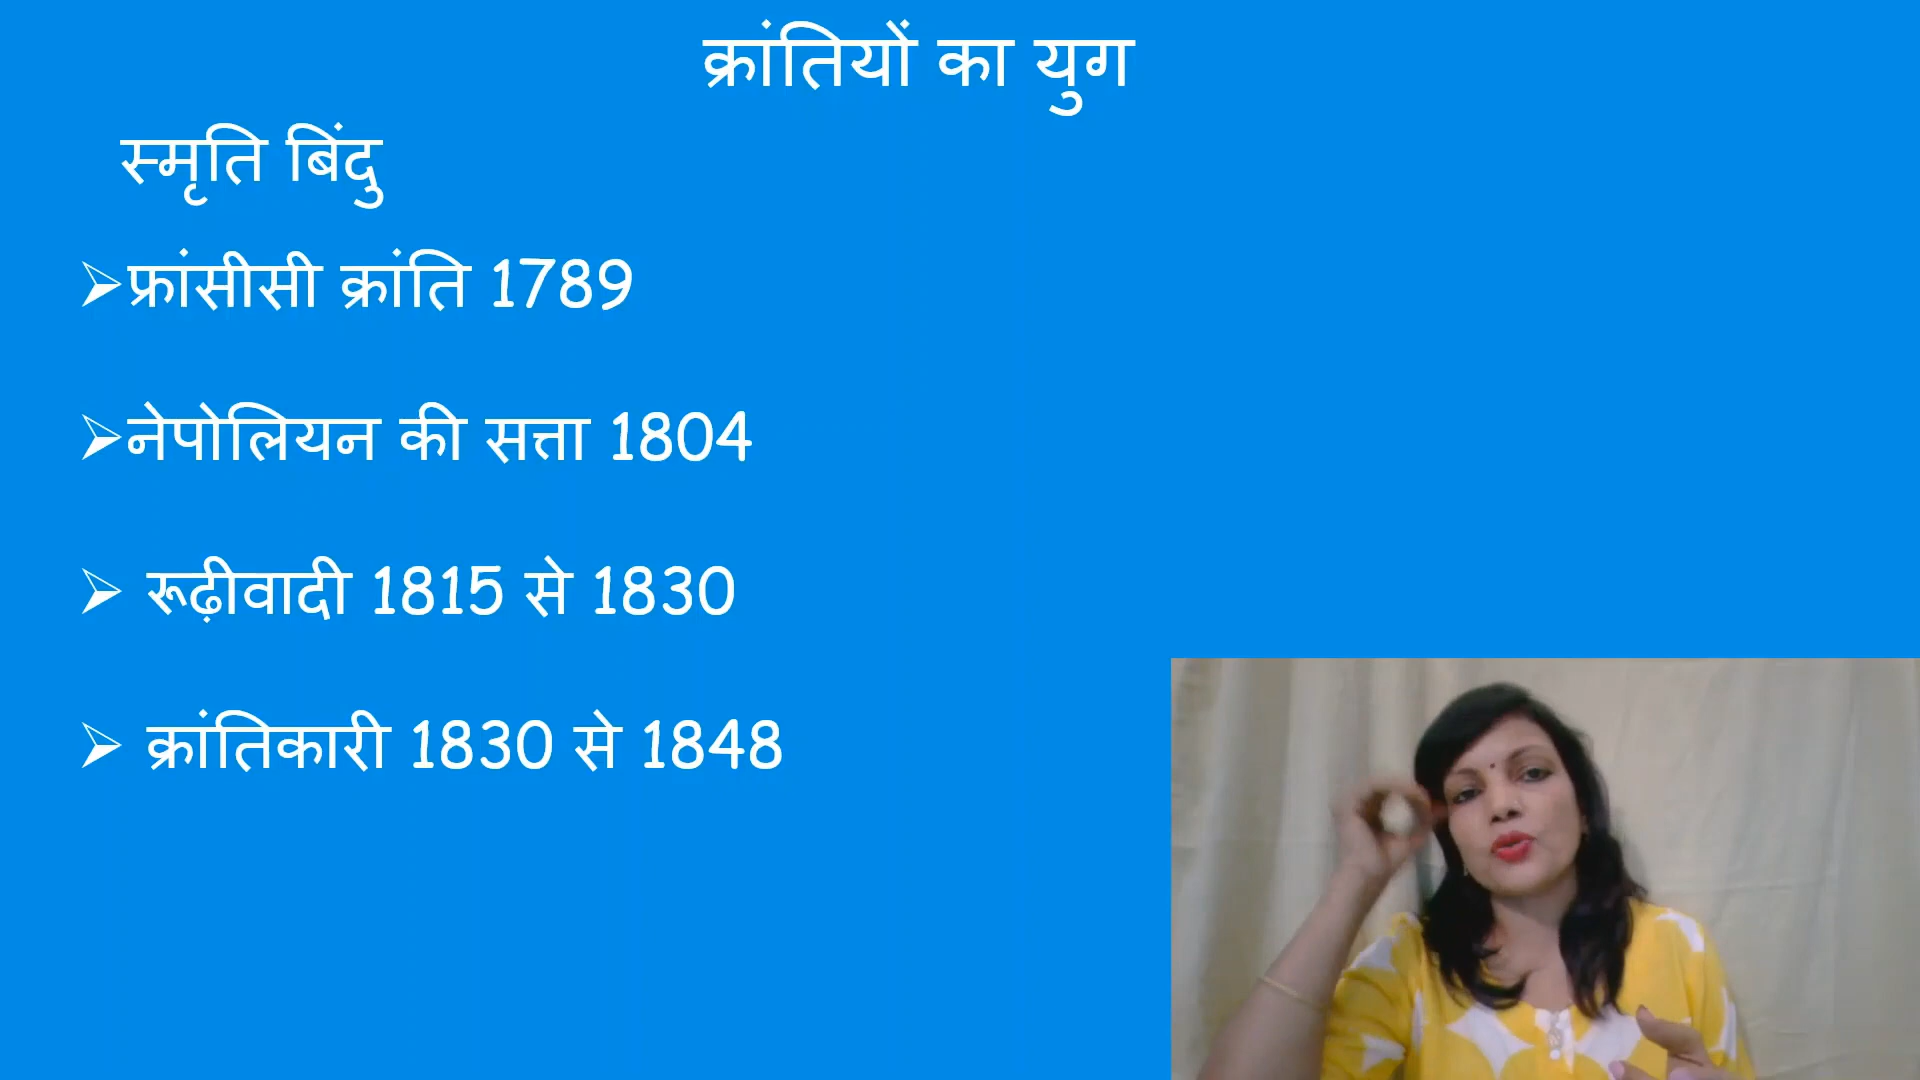 क्रांतियों का युग
स्मृति बिंदु
➢फ्रांसीसी क्रांति 1789
➢नेपोलियन की सत्ता 1804
➢ रूढ़ीवादी 1815 से 1830
➢ क्रांतिकारी 1830 से 1848